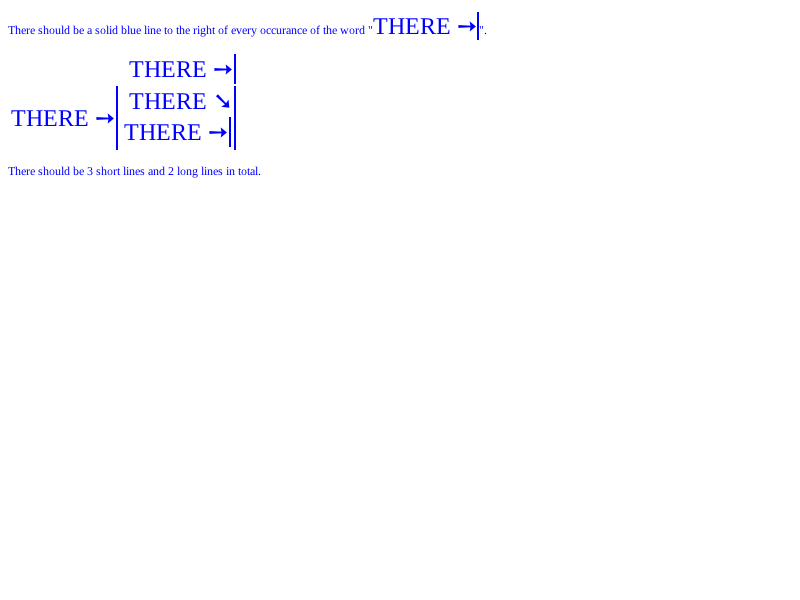 There should be a solid blue line to the right of every occurance of the word "THERE →".
THERE →
THERE ↘
THERE → THERE →
There should be 3 short lines and 2 long lines in total.